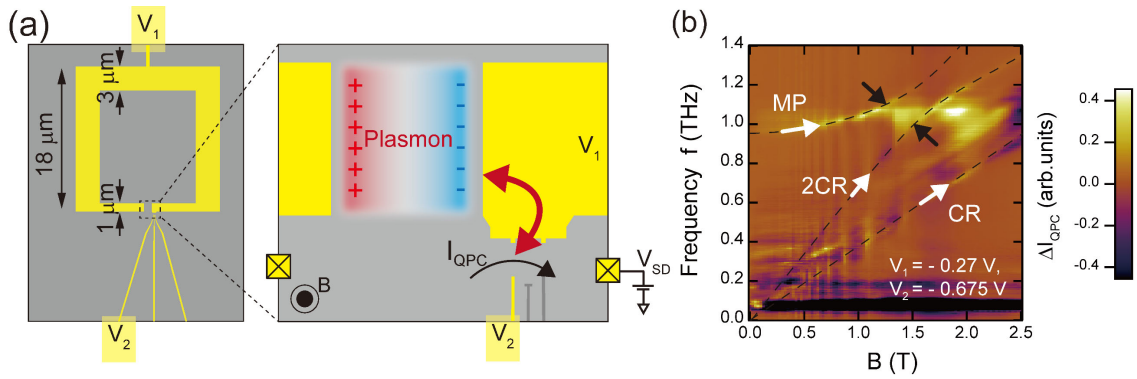 (a)
V1
3 μm
18 μm
1 μm
V2
+ + + + + +
Plasmon
- - - - - -
V1
IQPC
VSD
B
V2
(b)
1.4
1.2
1.0
0.8
0.6
0.4
0.2
0.0
Frequency f (THz)
MP
2CR
CR
V1 = - 0.27 V,
V2 = - 0.675 V
0.0 0.5 1.0 1.5 2.0 2.5
B (T)
0.4
0.2
0.0
-0.2
-0.4
ΔIQPC (arb.units)